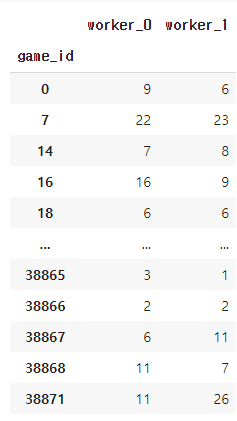 worker_0 worker_1
game_id
0 9 6
7 22 23
14 7 8
16 16 9
18 6 6
... ... ...
38865 3 1
38866 2 2
38867 6 11
38868 11 7
38871 11 26